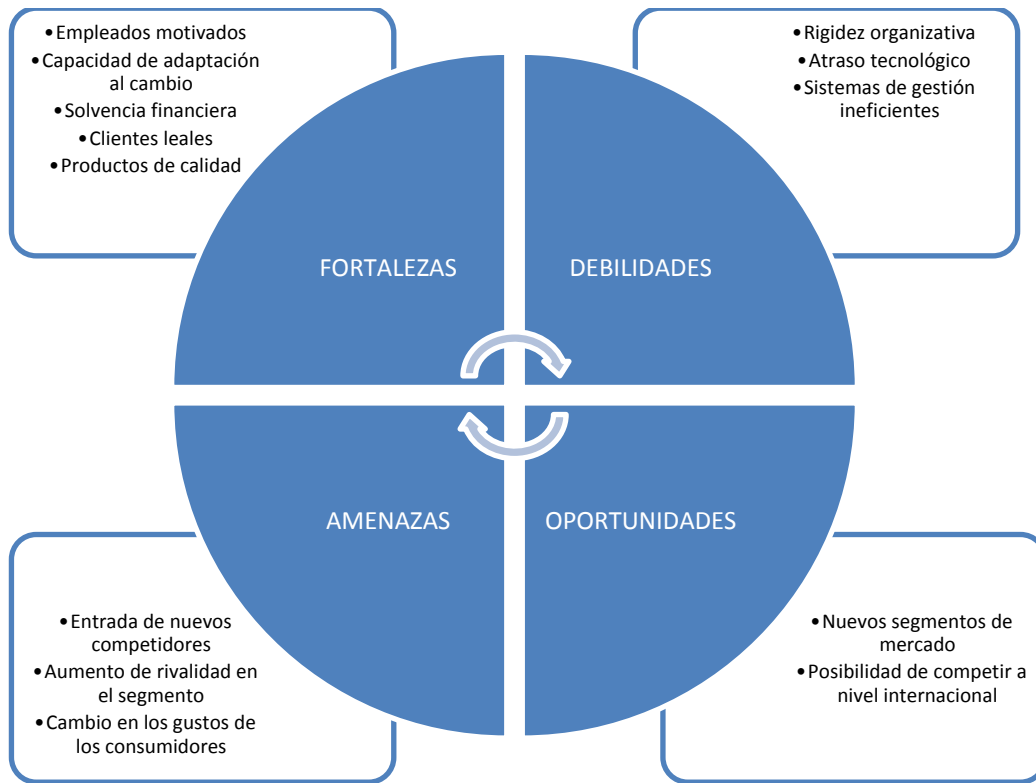 •Empleados motivados
•Capacidad de adaptación
al cambio
•Solvencia financiera
•Clientes leales
•Productos de calidad
•Rigidez organizativa
•Atraso tecnológico
•Sistemas de gestión
ineficientes
FORTALEZAS
DEBILIDADES
AMENAZAS
OPORTUNIDADES
•Entrada de nuevos
competidores
•Aumento de rivalidad en
el segmento
•Cambio en los gustos de
los consumidores
•Nuevos segmentos de
mercado
•Posibilidad de competir a
nivel internacional